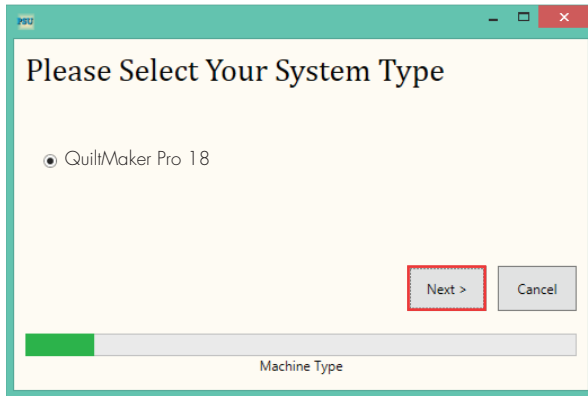 PSU
Please Select Your System Type
QuiltMaker Pro 18
Next >
Cancel
Machine Type